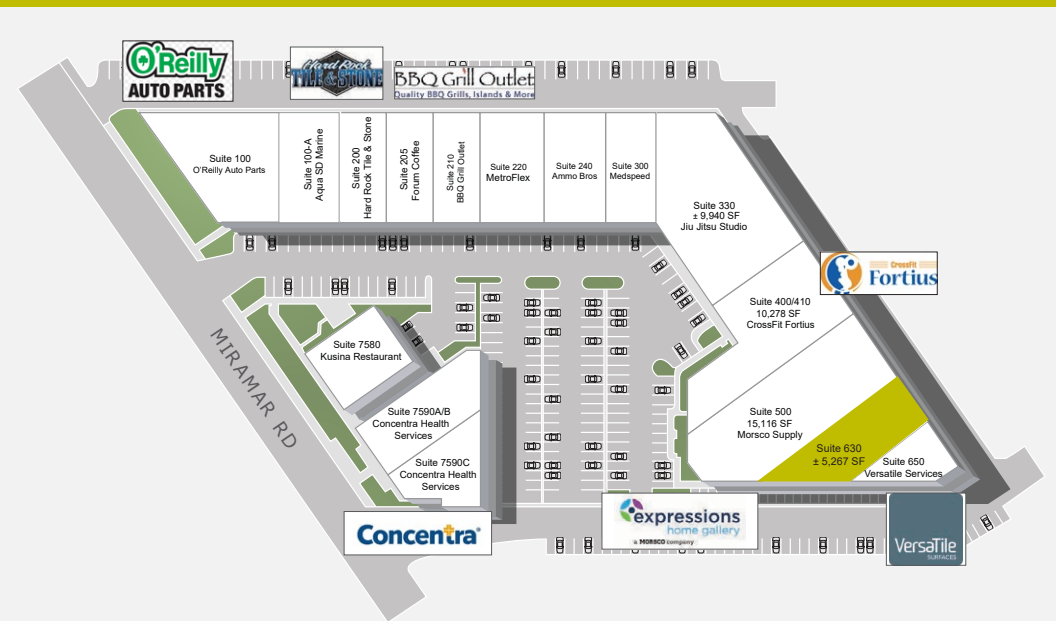 O'Reilly
AUTO PARTS
Hard Rock
TILE & STONE
BBQ Grill Outlet
Quality BBQ Grills, Islands & More
Suite 100
O'Reilly Auto Parts
Suite 100-A
Aqua SD Marine
Suite 200
Hard Rock Tile & Stone
Suite 205
Forum Coffee
Suite 210
BBQ Grill Outlet
Suite 220
MetroFlex
Suite 240
Ammo Bros
Suite 300
Medspeed
Suite 330
± 9,940 SF
Jiu Jitsu Studio
CrossFit
Fortius
Suite 400/410
10,278 SF
CrossFit Fortius
MIRAMAR RD
Suite 7580
Kusina Restaurant
Suite 7590A/B
Concentra Health
Services
Suite 7590C
Concentra Health
Services
Suite 500
15,116 SF
Morsco Supply
Suite 630
± 5,267 SF
Suite 650
Versatile Services
Concentra
expressions
home gallery
a MORSCO company
VersaTile
SURFACES